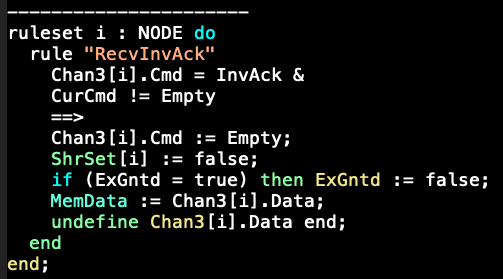 ----------------------
ruleset i : NODE do
rule "RecvInvAck"
Chan3[i].Cmd = InvAck &
CurCmd != Empty
==>
Chan3[i].Cmd := Empty;
ShrSet[i] := false;
if (ExGntd = true) then ExGntd := false;
MemData := Chan3[i].Data;
undefine Chan3[i].Data end;
end
end;